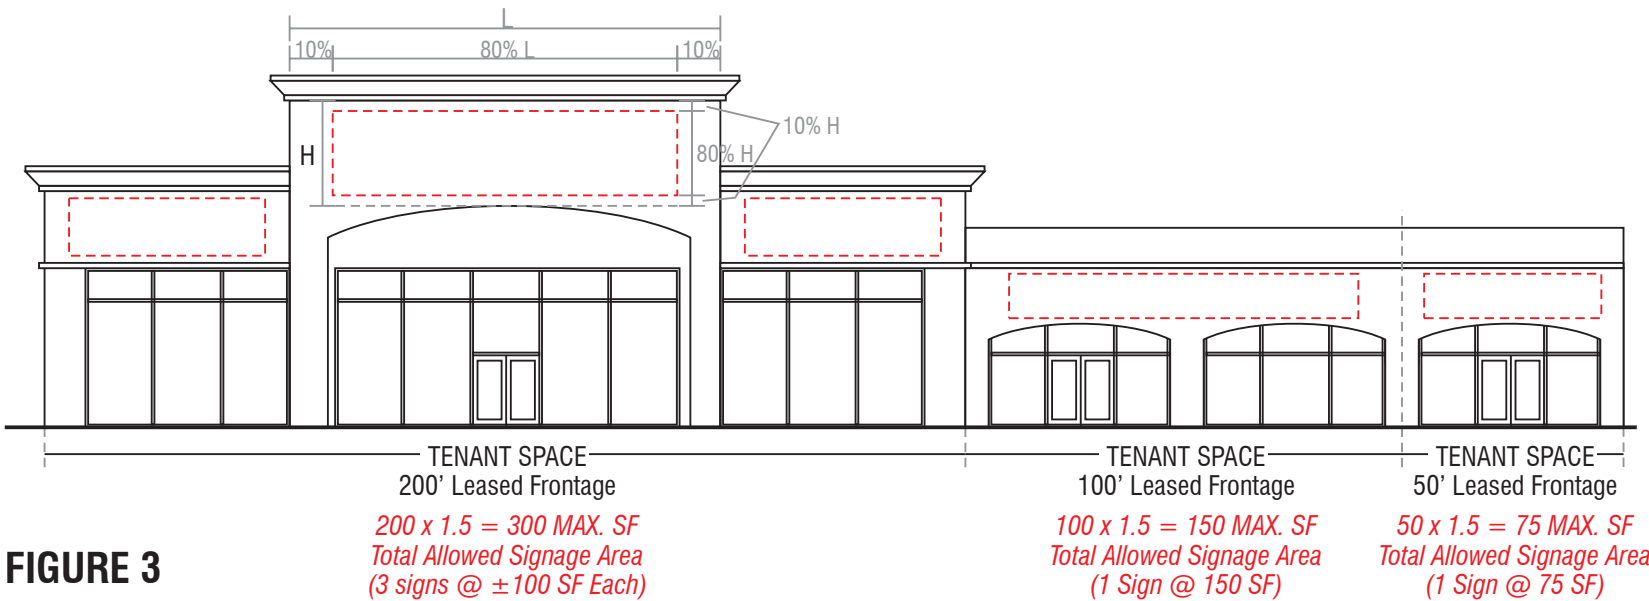 L
10% 80% L 10%
10% H
H
80% H
TENANT SPACE
200' Leased Frontage
200 x 1.5 = 300 MAX. SF
Total Allowed Signage Area
(3 signs @ ±100 SF Each)
TENANT SPACE
100' Leased Frontage
100 x 1.5 = 150 MAX. SF
Total Allowed Signage Area
(1 Sign @ 150 SF)
TENANT SPACE
50' Leased Frontage
50 x 1.5 = 75 MAX. SF
Total Allowed Signage Area
(1 Sign @ 75 SF)
FIGURE 3